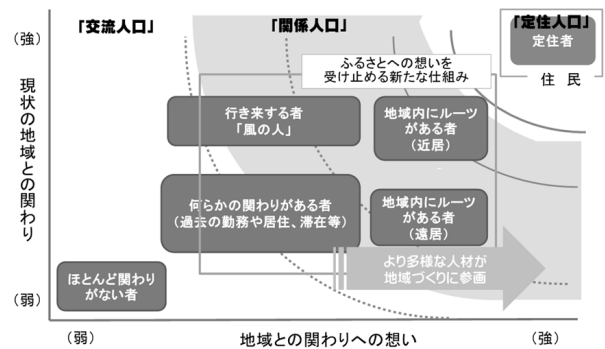 「交流人口」
「関係人口」
「定住人口」
定住者
住 民
（強）
現状の地域との関わり
（弱）
ふるさとへの想いを
受け止める新たな仕組み
行き来する者
「風の人」
地域内にルーツ
がある者
（近居）
何らかの関わりがある者
（過去の勤務や居住、滞在等）
地域内にルーツ
がある者
（遠居）
より多様な人材が
地域づくりに参画
ほとんど関わり
がない者
（弱）
地域との関わりへの想い
（強）